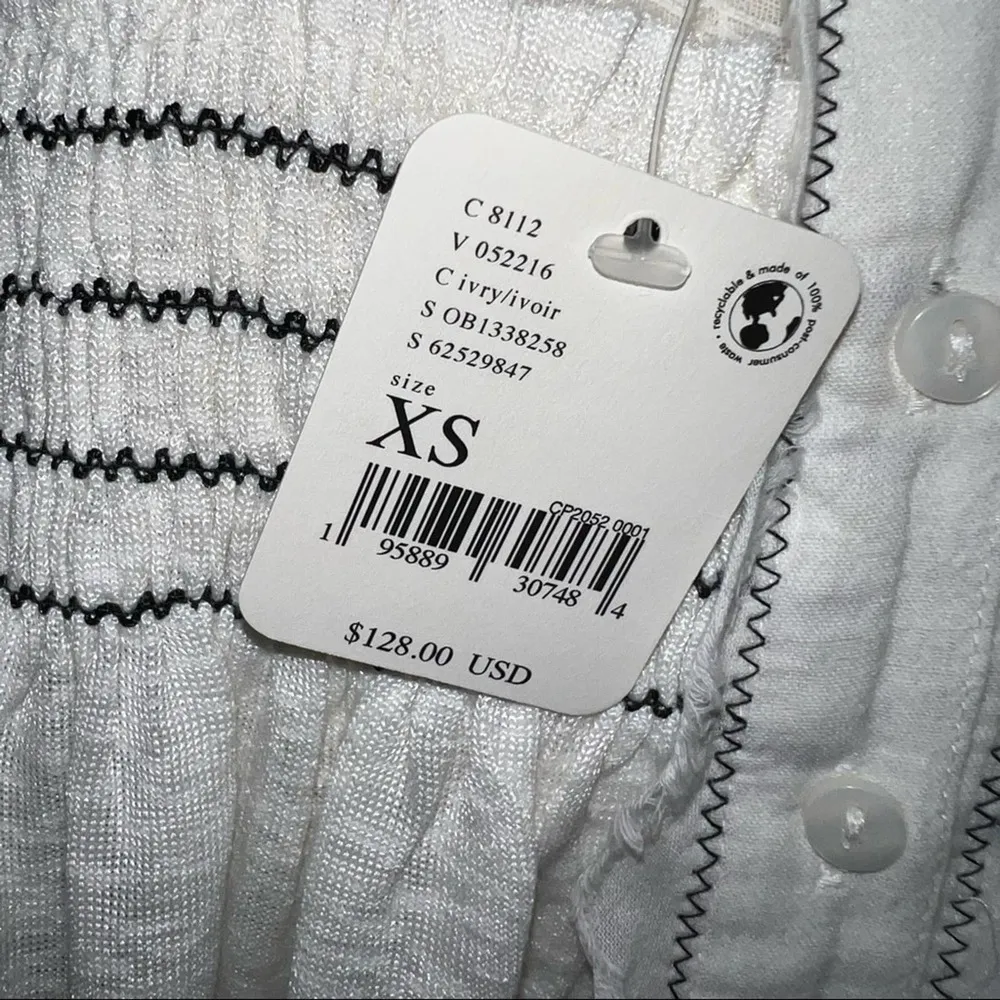 C 8112
V 052216
C ivry/ivoir
S OB1338258
S 62529847
size
XS
CP2052 0001
1 95889 30748 4
$128.00 USD
recyclable & made of 100% post-consumer waste •